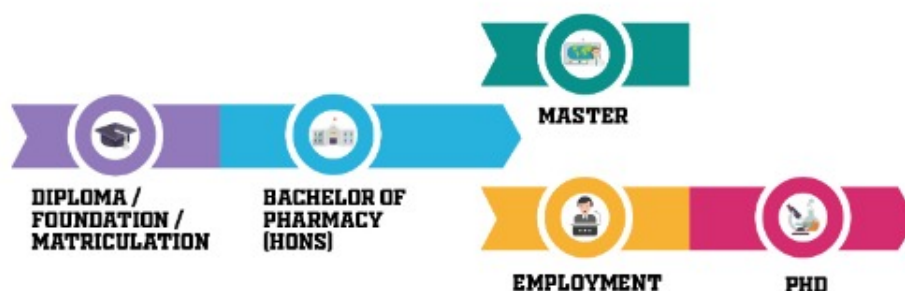 MASTER
DIPLOMA /
FOUNDATION /
MATRICULATION
BACHELOR OF
PHARMACY
(HONS)
EMPLOYMENT
PHD